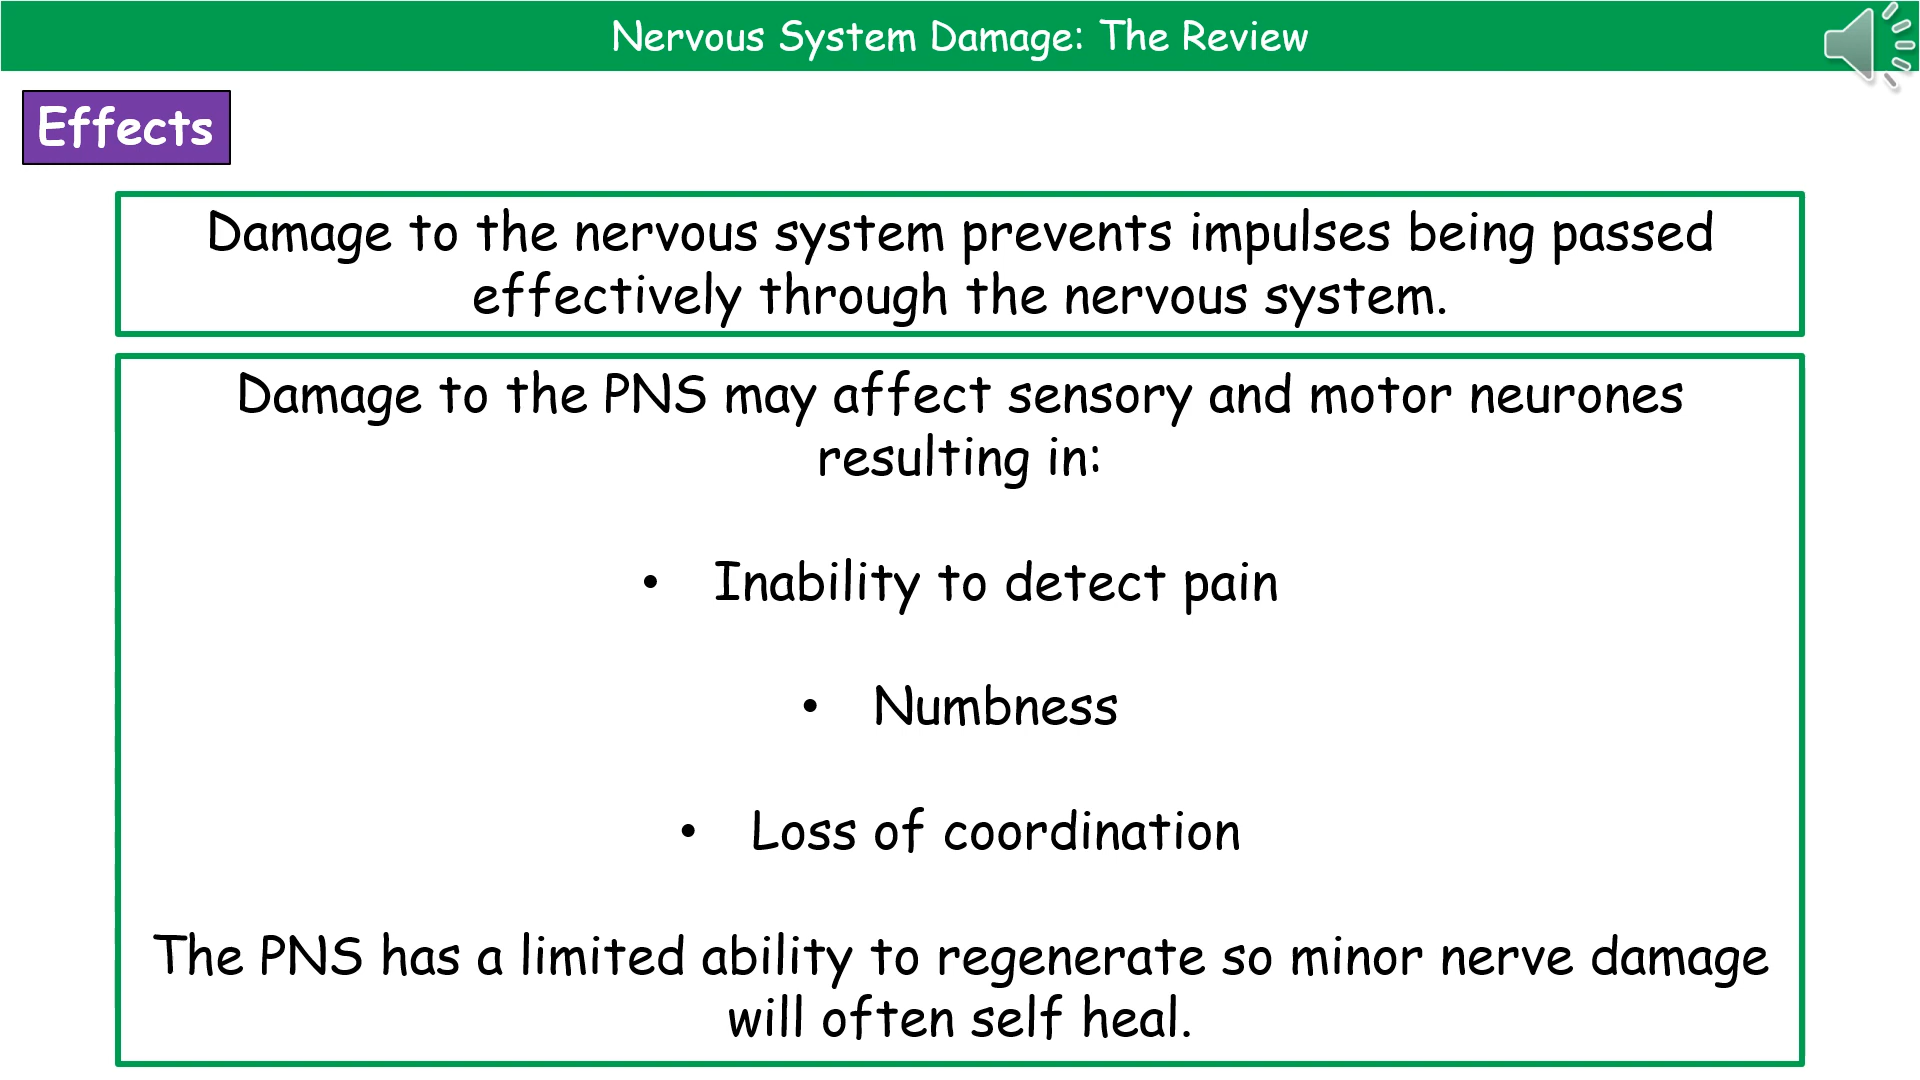 Nervous System Damage: The Review
Effects
Damage to the nervous system prevents impulses being passed
effectively through the nervous system.
Damage to the PNS may affect sensory and motor neurones
resulting in:
• Inability to detect pain
• Numbness
• Loss of coordination
The PNS has a limited ability to regenerate so minor nerve damage
will often self heal.